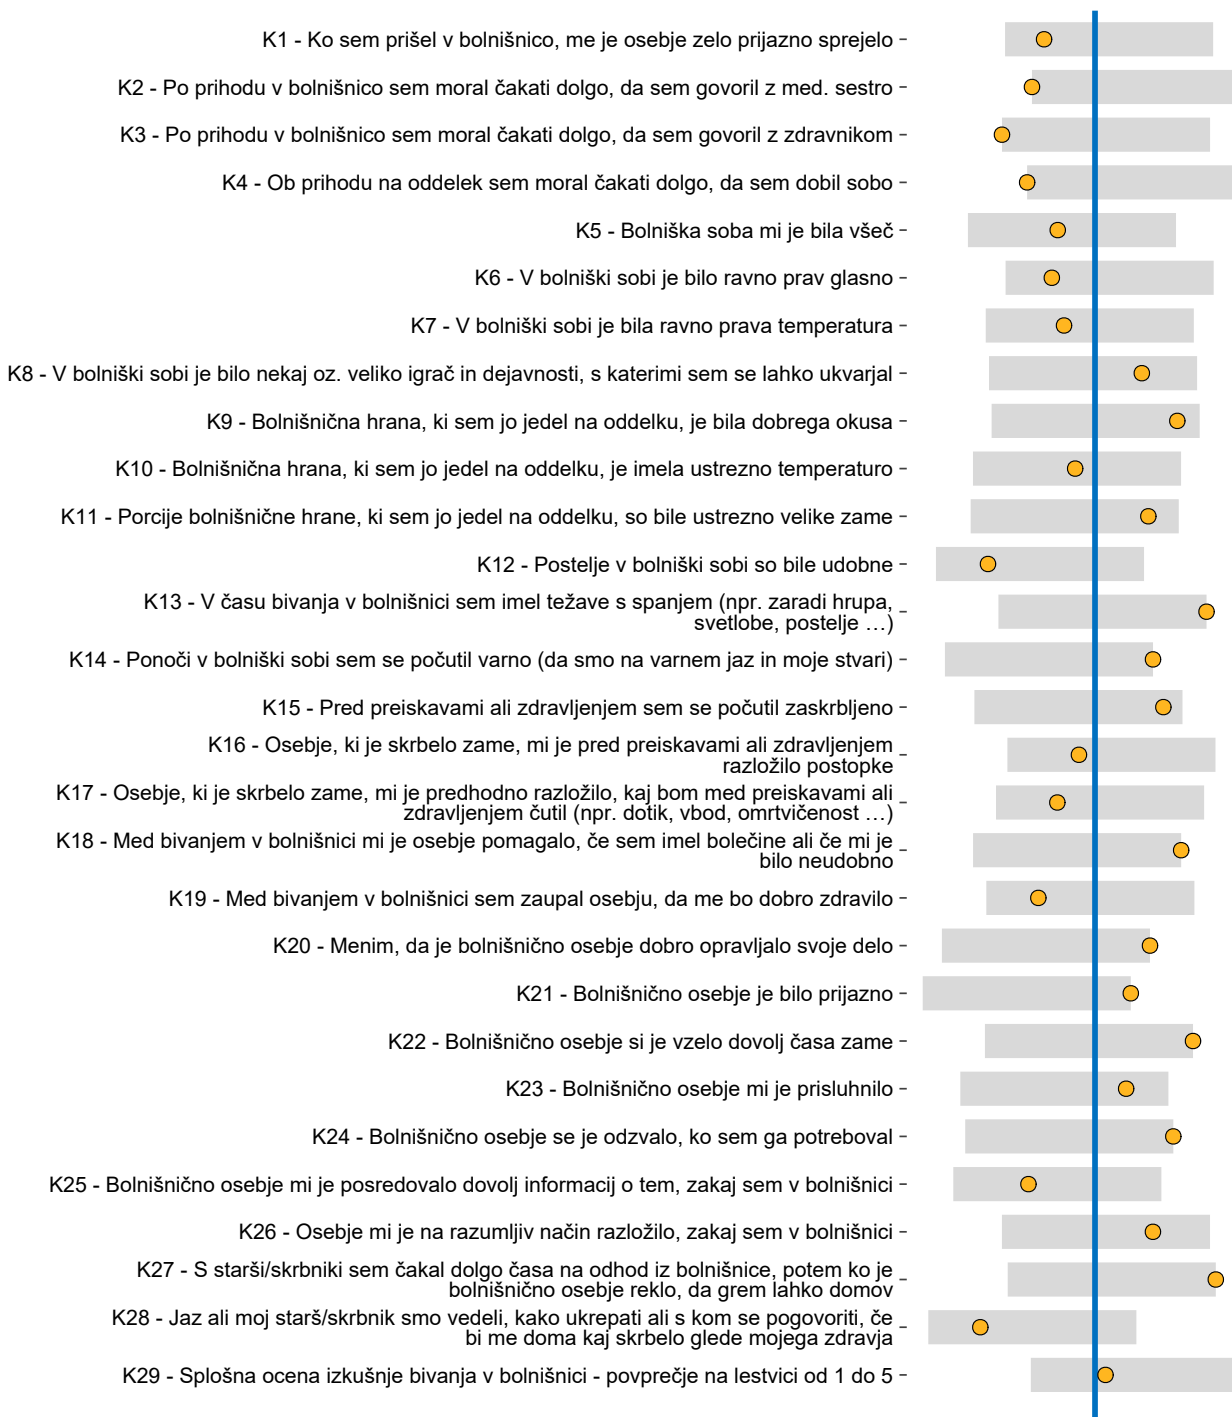 K1 - Ko sem prišel v bolnišnico, me je osebje zelo prijazno sprejelo
K2 - Po prihodu v bolnišnico sem moral čakati dolgo, da sem govoril z med. sestro
K3 - Po prihodu v bolnišnico sem moral čakati dolgo, da sem govoril z zdravnikom
K4 - Ob prihodu na oddelek sem moral čakati dolgo, da sem dobil sobo
K5 - Bolniška soba mi je bila všeč
K6 - V bolniški sobi je bilo ravno prav glasno
K7 - V bolniški sobi je bila ravno prava temperatura
K8 - V bolniški sobi je bilo nekaj oz. veliko igrač in dejavnosti, s katerimi sem se lahko ukvarjal
K9 - Bolnišnična hrana, ki sem jo jedel na oddelku, je bila dobrega okusa
K10 - Bolnišnična hrana, ki sem jo jedel na oddelku, je imela ustrezno temperaturo
K11 - Porcije bolnišnične hrane, ki sem jo jedel na oddelku, so bile ustrezno velike zame
K12 - Postelje v bolniški sobi so bile udobne
K13 - V času bivanja v bolnišnici sem imel težave s spanjem (npr. zaradi hrupa,
svetlobe, postelje …)
K14 - Ponoči v bolniški sobi sem se počutil varno (da smo na varnem jaz in moje stvari)
K15 - Pred preiskavami ali zdravljenjem sem se počutil zaskrbljeno
K16 - Osebje, ki je skrbelo zame, mi je pred preiskavami ali zdravljenjem
razložilo postopke
K17 - Osebje, ki je skrbelo zame, mi je predhodno razložilo, kaj bom med preiskavami ali
zdravljenjem čutil (npr. dotik, vbod, omrtvičenost …)
K18 - Med bivanjem v bolnišnici mi je osebje pomagalo, če sem imel bolečine ali če mi je
bilo neudobno
K19 - Med bivanjem v bolnišnici sem zaupal osebju, da me bo dobro zdravilo
K20 - Menim, da je bolnišnično osebje dobro opravljalo svoje delo
K21 - Bolnišnično osebje je bilo prijazno
K22 - Bolnišnično osebje si je vzelo dovolj časa zame
K23 - Bolnišnično osebje mi je prisluhnilo
K24 - Bolnišnično osebje se je odzvalo, ko sem ga potreboval
K25 - Bolnišnično osebje mi je posredovalo dovolj informacij o tem, zakaj sem v bolnišnici
K26 - Osebje mi je na razumljiv način razložilo, zakaj sem v bolnišnici
K27 - S starši/skrbniki sem čakal dolgo časa na odhod iz bolnišnice, potem ko je
bolnišnično osebje reklo, da grem lahko domov
K28 - Jaz ali moj starš/skrbnik smo vedeli, kako ukrepati ali s kom se pogovoriti, če
bi me doma kaj skrbelo glede mojega zdravja
K29 - Splošna ocena izkušnje bivanja v bolnišnici - povprečje na lestvici od 1 do 5